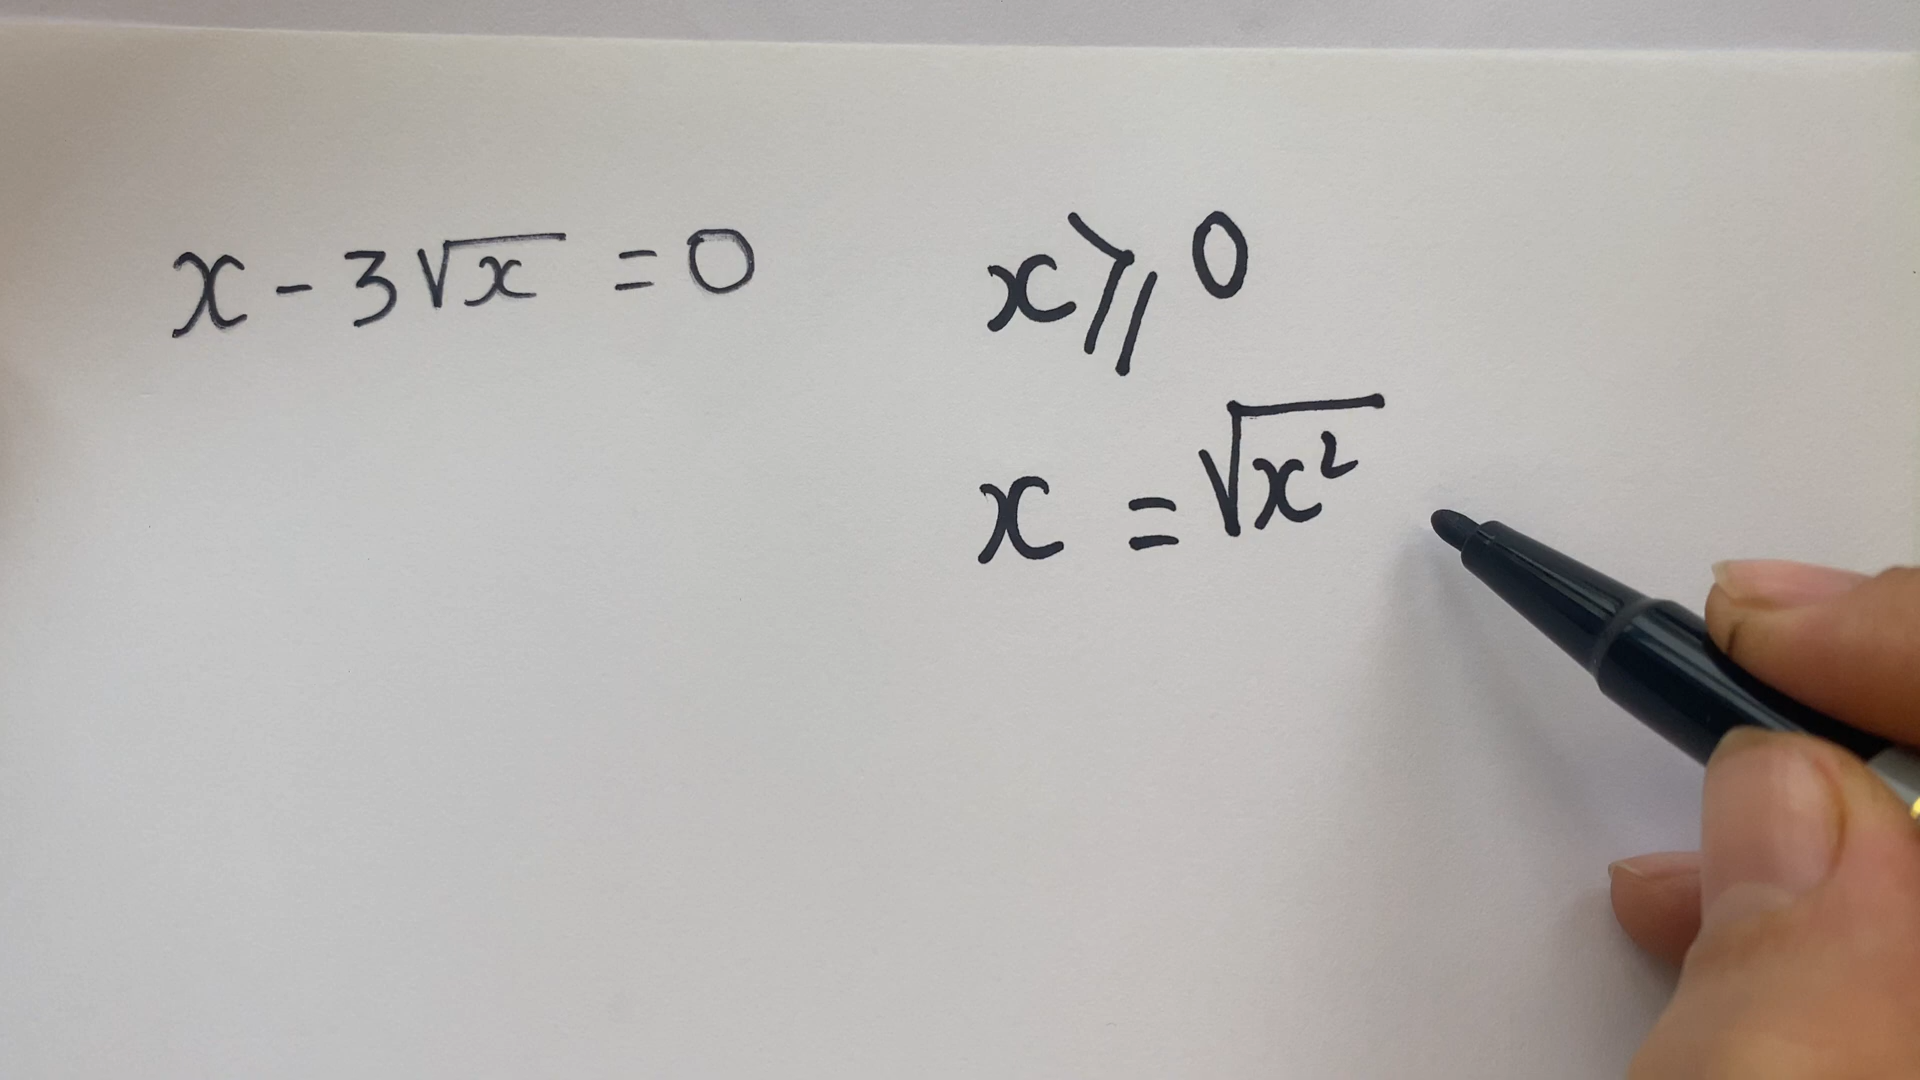 x - 3√x = 0
x ⩾ 0
x = √x²